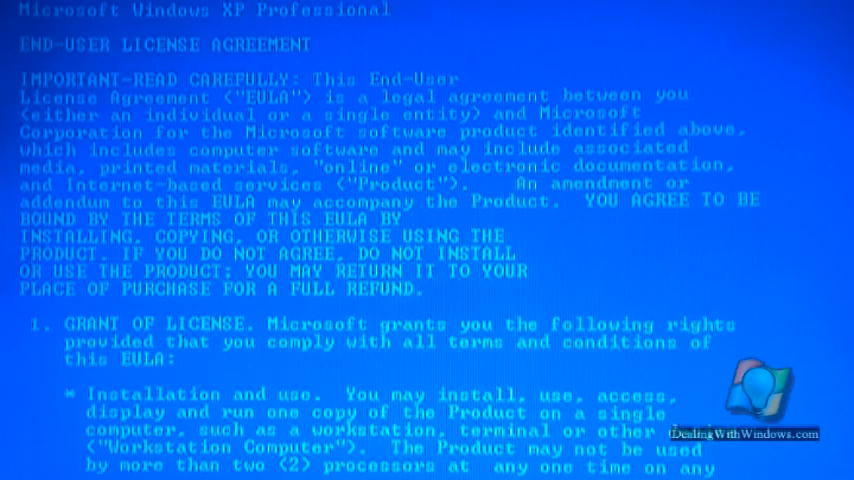 Microsoft Windows XP Professional
END-USER LICENSE AGREEMENT
IMPORTANT-READ CAREFULLY: This End-User
License Agreement ("EULA") is a legal agreement between you
(either an individual or a single entity) and Microsoft
Corporation for the Microsoft software product identified above,
which includes computer software and may include associated
media, printed materials, "online" or electronic documentation,
and Internet-based services ("Product").   An amendment or
addendum to this EULA may accompany the Product.  YOU AGREE TO BE
BOUND BY THE TERMS OF THIS EULA BY
INSTALLING, COPYING, OR OTHERWISE USING THE
PRODUCT. IF YOU DO NOT AGREE, DO NOT INSTALL
OR USE THE PRODUCT; YOU MAY RETURN IT TO YOUR
PLACE OF PURCHASE FOR A FULL REFUND.
1. GRANT OF LICENSE. Microsoft grants you the following rights
provided that you comply with all terms and conditions of
this EULA:
* Installation and use.  You may install, use, access,
display and run one copy of the Product on a single
computer, such as a workstation, terminal or other
DealingWithWindows.com
("Workstation Computer").  The Product may not be used
by more than two (2) processors at  any one time on any